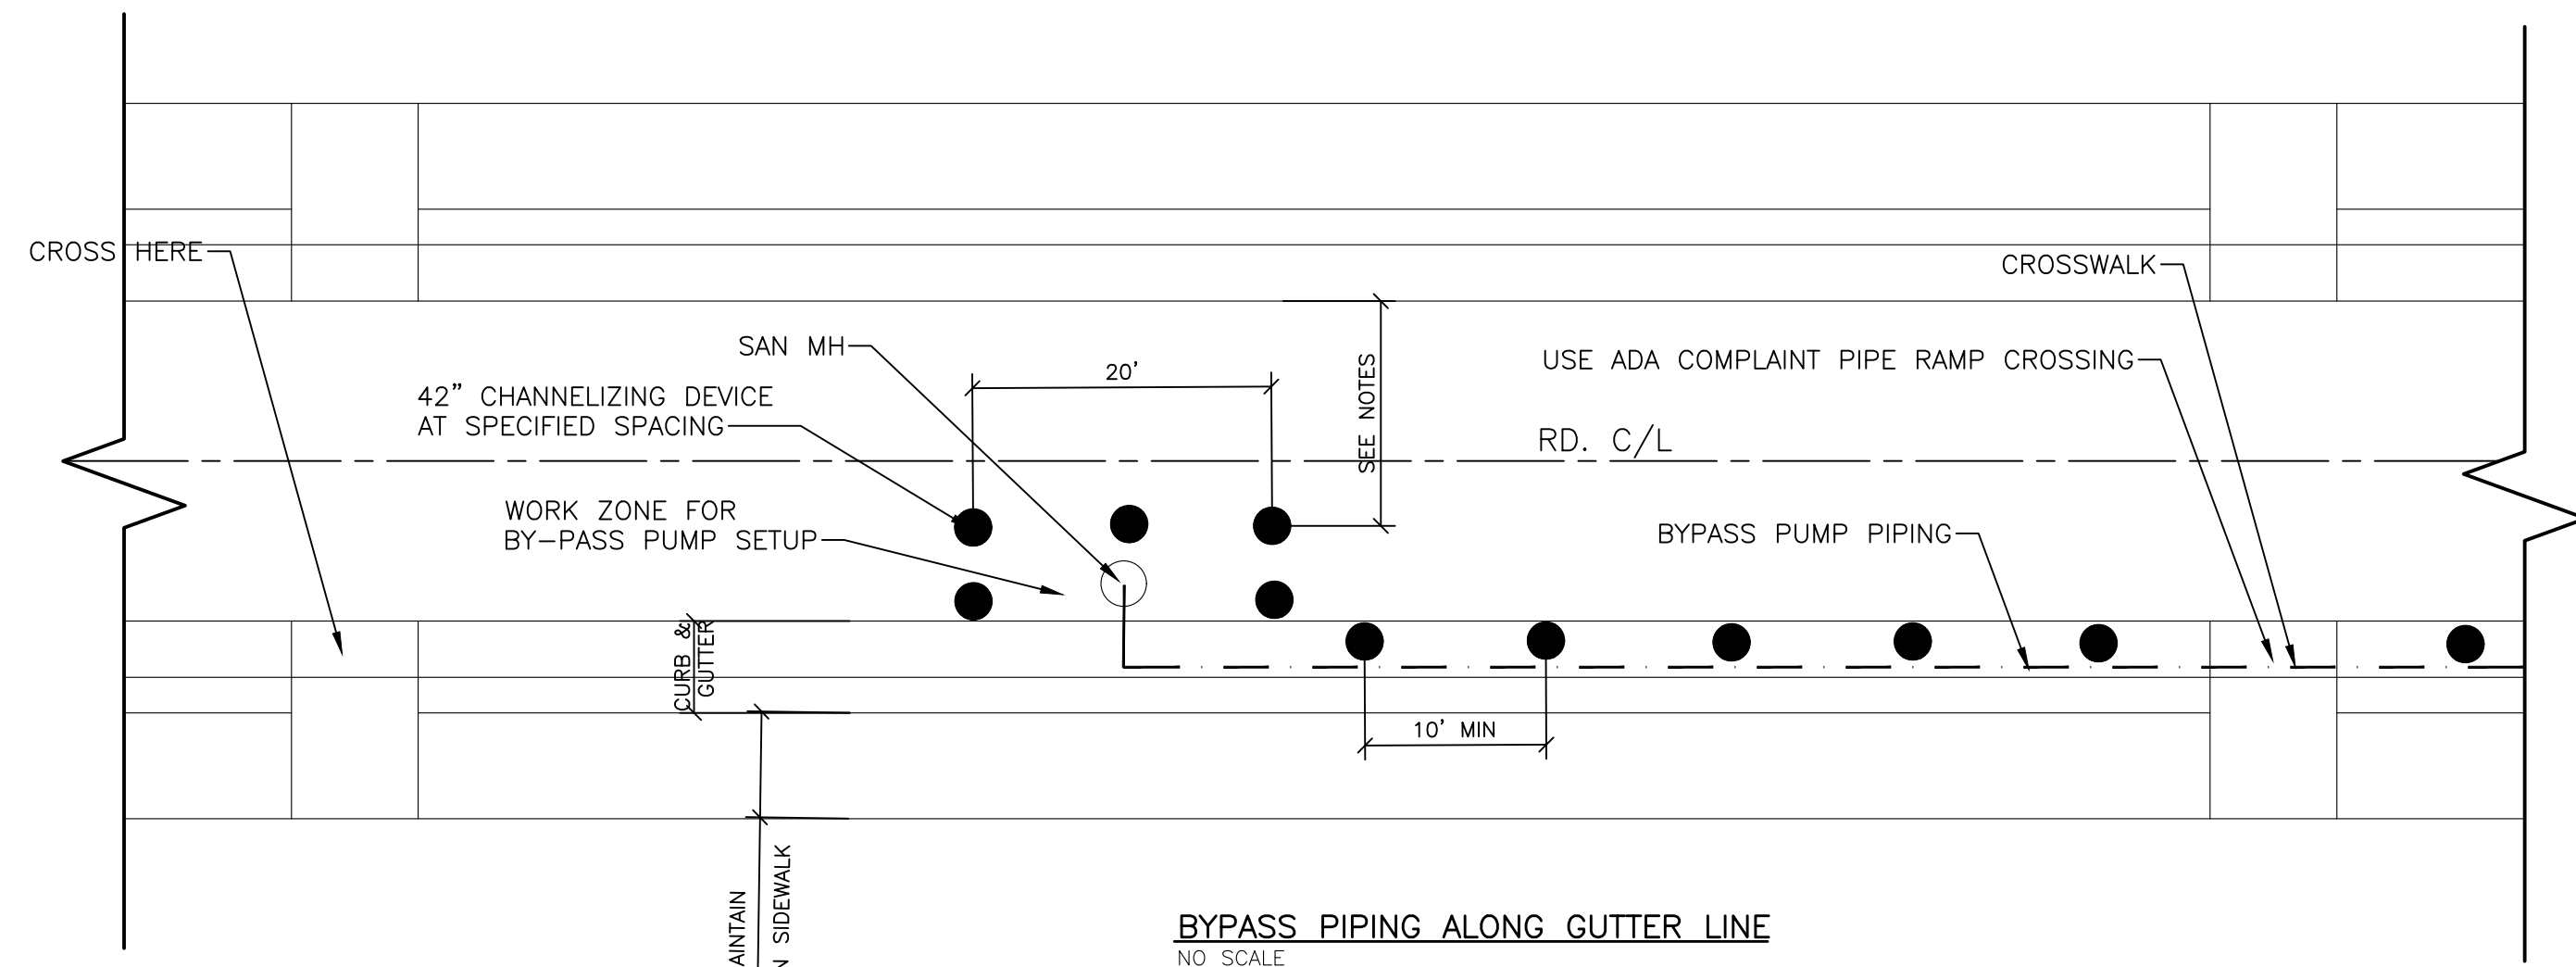 CROSS HERE
CROSSWALK
SAN MH
20'
SEE NOTES
USE ADA COMPLAINT PIPE RAMP CROSSING
42" CHANNELIZING DEVICE
AT SPECIFIED SPACING
RD. C/L
WORK ZONE FOR
BY-PASS PUMP SETUP
BYPASS PUMP PIPING
CURB &
GUTTER
10' MIN
SIDEWALK
BYPASS PIPING ALONG GUTTER LINE
NO SCALE